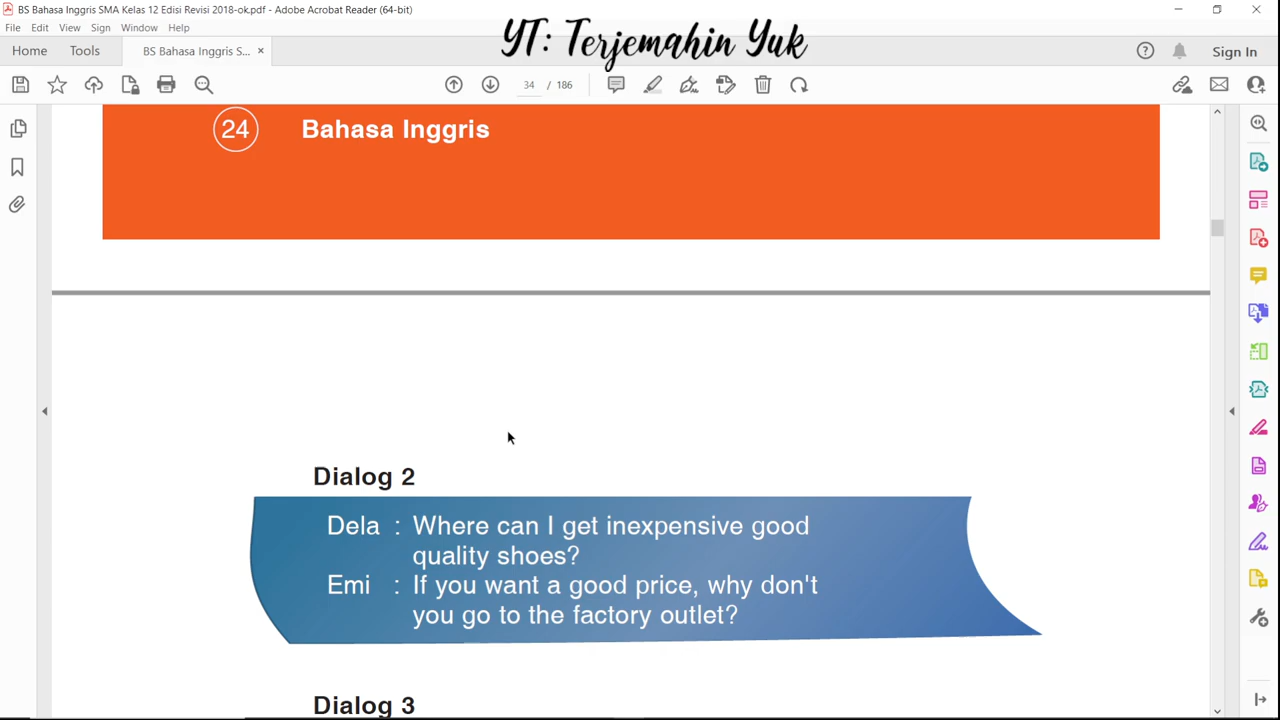 BS Bahasa Inggris SMA Kelas 12 Edisi Revisi 2018-ok.pdf - Adobe Acrobat Reader (64-bit)
File Edit View Sign Window Help
YT: Terjemahin Yuk
Home Tools BS Bahasa Inggris S... × Sign In
34 / 186
24 Bahasa Inggris
Dialog 2
Dela : Where can I get inexpensive good
quality shoes?
Emi : If you want a good price, why don't
you go to the factory outlet?
Dialog 3